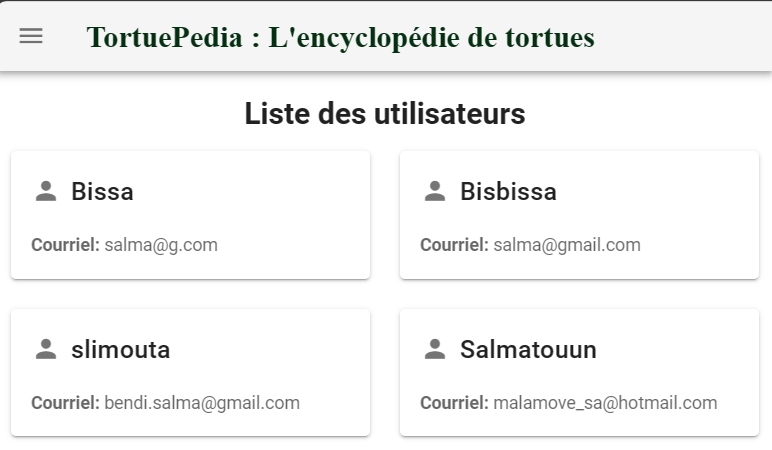 TortuePedia : L'encyclopédie de tortues
Liste des utilisateurs
Bissa
Courriel: salma@g.com
Bisbissa
Courriel: salma@gmail.com
slimouta
Courriel: bendi.salma@gmail.com
Salmatouun
Courriel: malamove_sa@hotmail.com